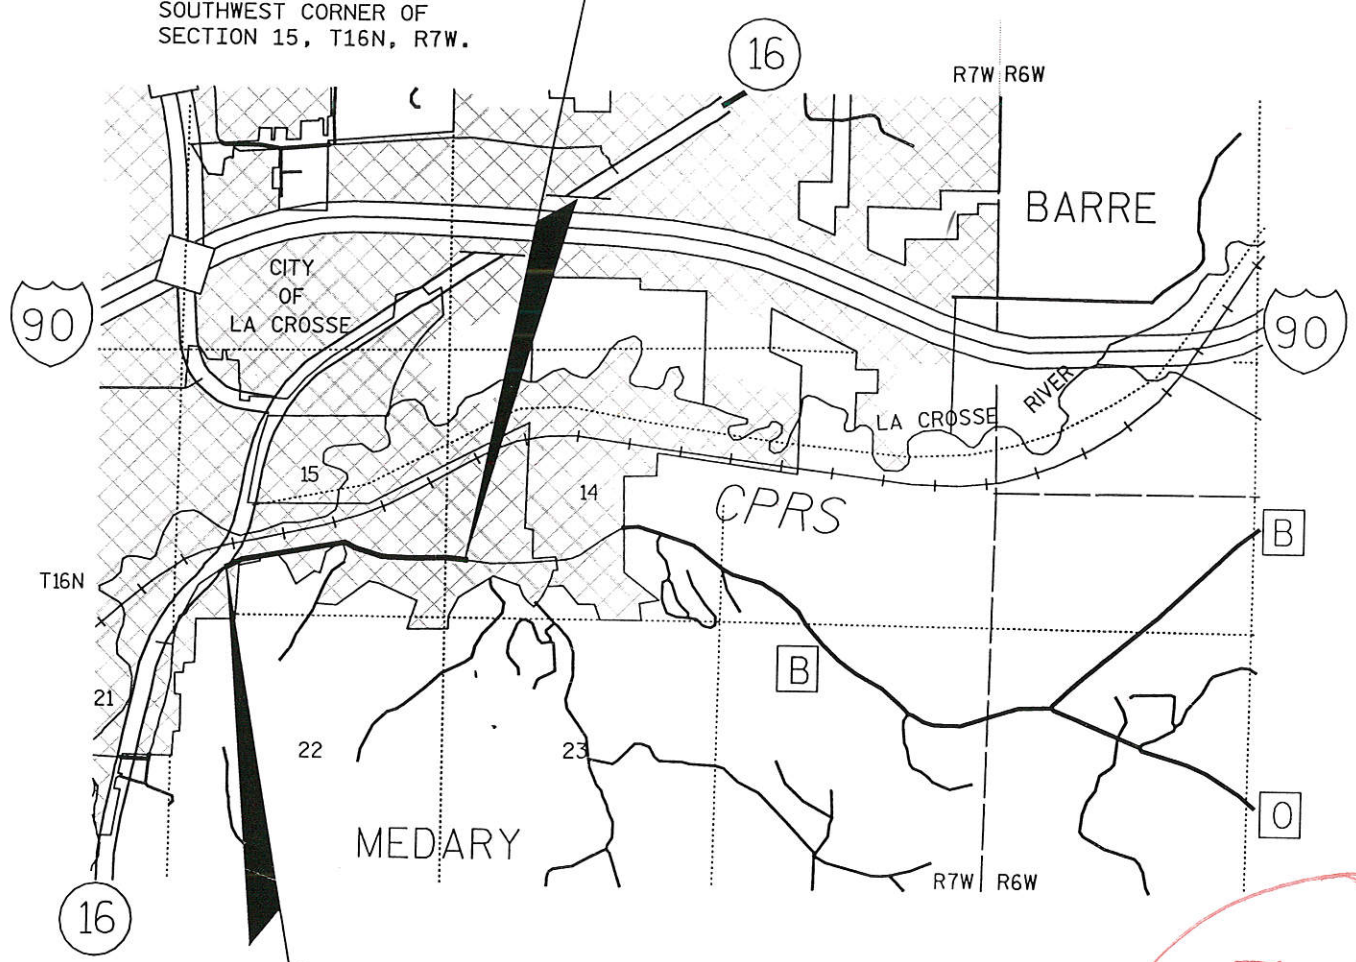 SOUTHWEST CORNER OF
SECTION 15, T16N, R7W.
16
R7W R6W
BARRE
CITY
OF
LA CROSSE
90
90
RIVER
LA CROSSE
15
14
CPRS
B
T16N
B
21
22
23
O
MEDARY
R7W R6W
16